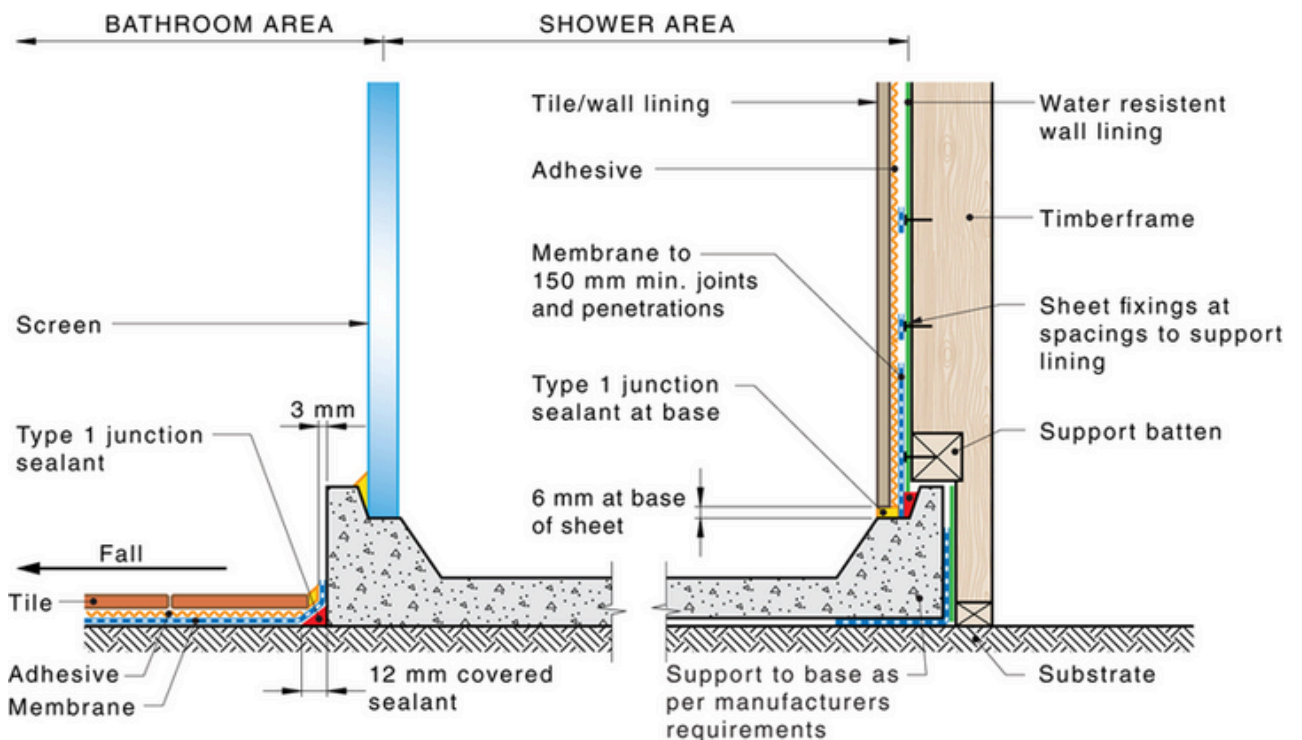 BATHROOM AREA
SHOWER AREA
Tile/wall lining
Adhesive
Membrane to
150 mm min. joints
and penetrations
Type 1 junction
sealant at base
6 mm at base
of sheet
Water resistent
wall lining
Timberframe
Sheet fixings at
spacings to support
lining
Support batten
Screen
3 mm
Type 1 junction
sealant
Fall
Tile
Adhesive
Membrane
12 mm covered
sealant
Support to base as
per manufacturers
requirements
Substrate